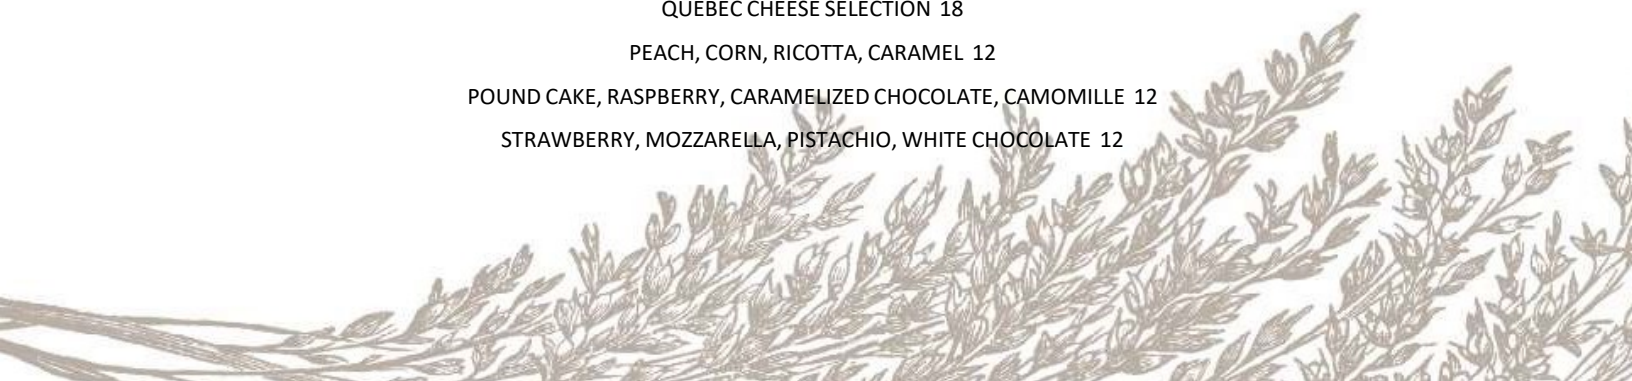 QUEBEC CHEESE SELECTION 18
PEACH, CORN, RICOTTA, CARAMEL 12
POUND CAKE, RASPBERRY, CARAMELIZED CHOCOLATE, CAMOMILLE 12
STRAWBERRY, MOZZARELLA, PISTACHIO, WHITE CHOCOLATE 12